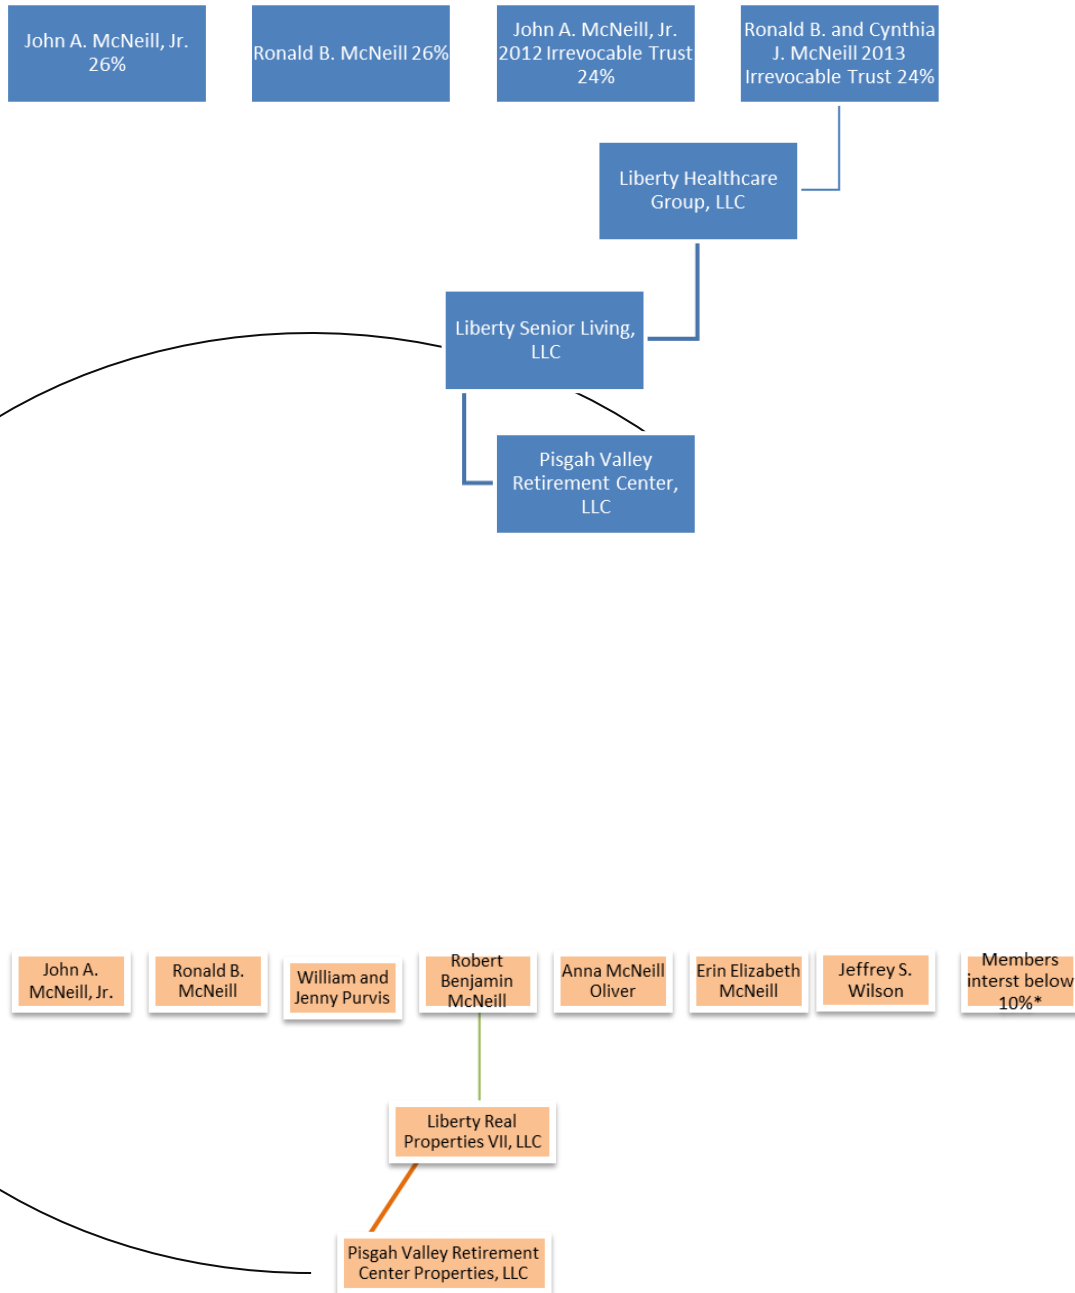 John A. McNeill, Jr.
26%
Ronald B. McNeill 26%
John A. McNeill, Jr.
2012 Irrevocable Trust
24%
Ronald B. and Cynthia
J. McNeill 2013
Irrevocable Trust 24%
Liberty Healthcare
Group, LLC
Liberty Senior Living,
LLC
Pisgah Valley
Retirement Center,
LLC
John A.
McNeill, Jr.
Ronald B.
McNeill
William and
Jenny Purvis
Robert
Benjamin
McNeill
Anna McNeill
Oliver
Erin Elizabeth
McNeill
Jeffrey S.
Wilson
Members
interst below
10%*
Liberty Real
Properties VII, LLC
Pisgah Valley Retirement
Center Properties, LLC